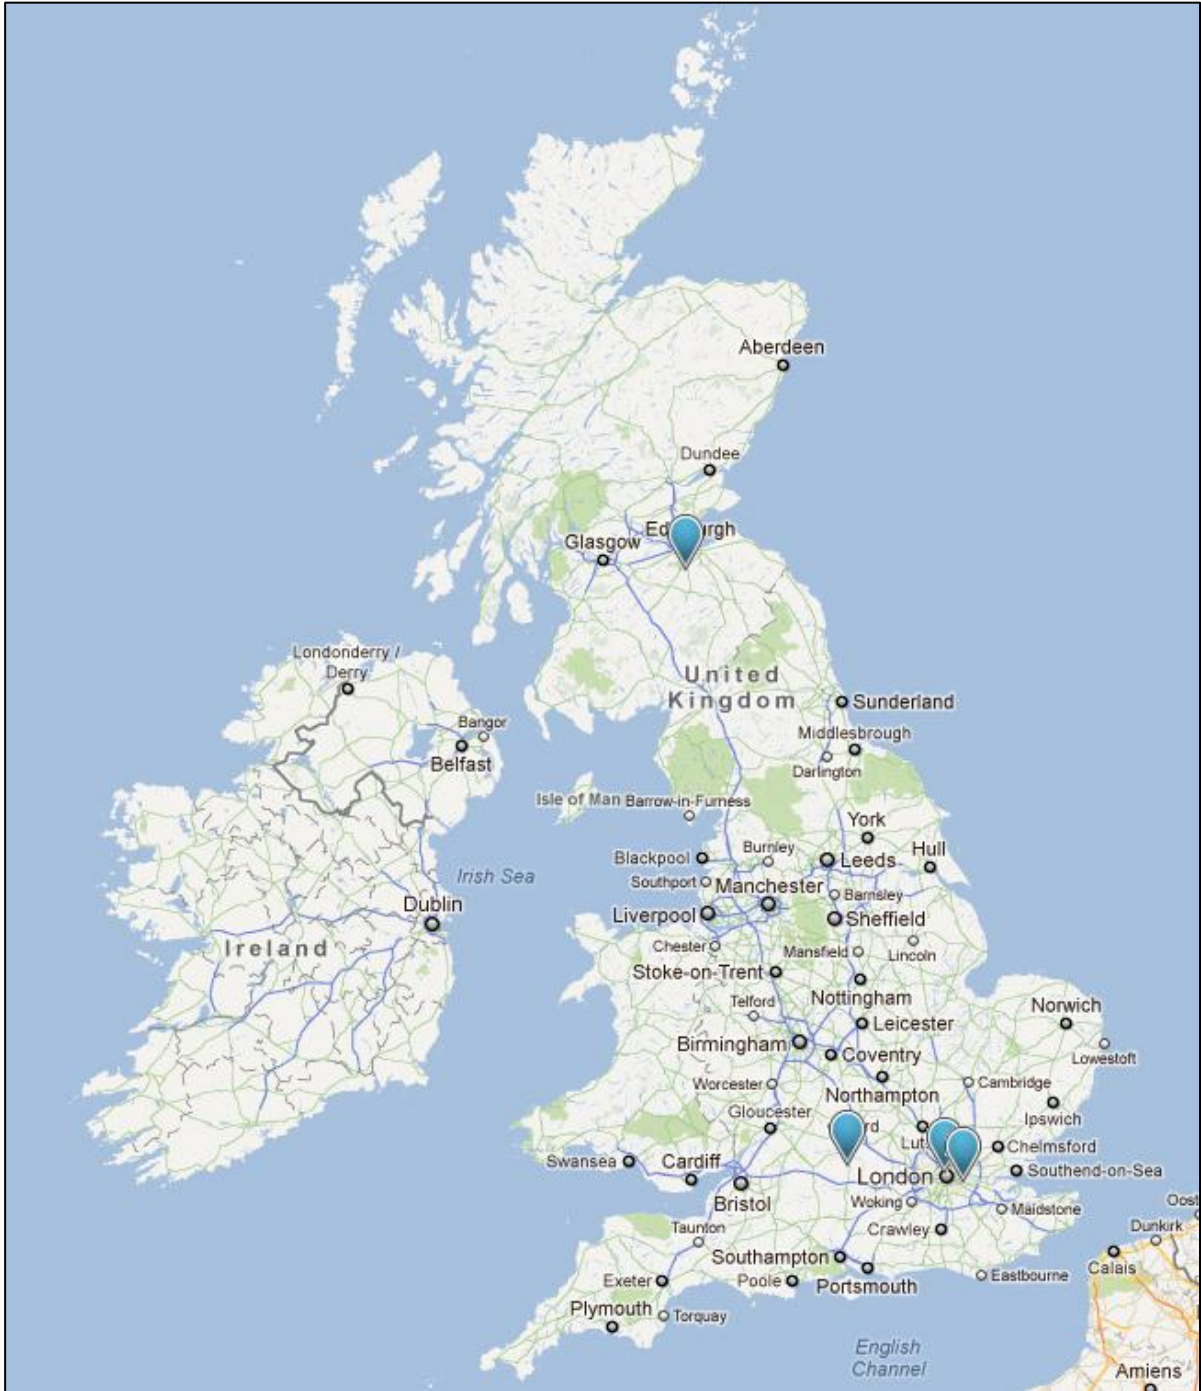 Aberdeen
Dundee
Glasgow
Londonderry /
Derry
United
Kingdom
Sunderland
Bangor
Belfast
Middlesbrough
Darlington
Isle of Man
Barrow-in-Furness
York
Blackpool
Burnley
Leeds
Hull
Irish Sea
Southport
Manchester
Barnsley
Dublin
Liverpool
Sheffield
Ireland
Chester
Mansfield
Lincoln
Stoke-on-Trent
Nottingham
Norwich
Telford
Leicester
Birmingham
Coventry
Lowestoft
Worcester
Cambridge
Northampton
Ipswich
Gloucester
Chelmsford
Swansea
Cardiff
London
Southend-on-Sea
Bristol
Woking
Maidstone
Taunton
Crawley
Dunkirk
Southampton
Calais
Exeter
Poole
Portsmouth
Eastbourne
Plymouth
Torquay
English
Channel
Amiens